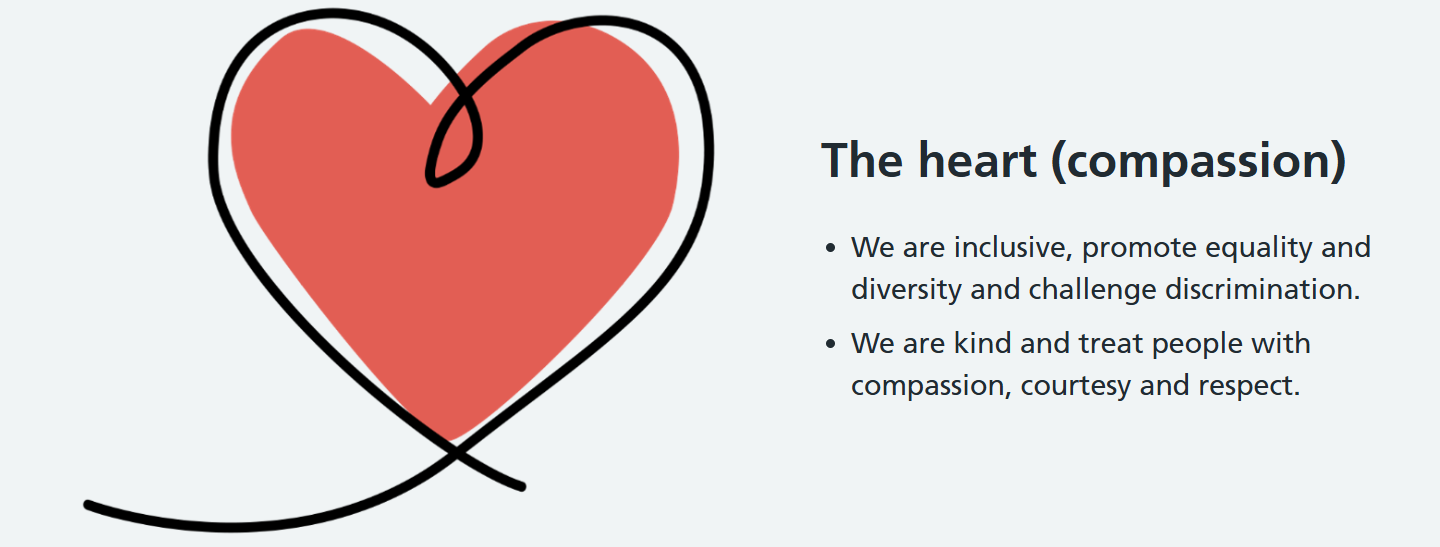 The heart (compassion)
• We are inclusive, promote equality and
diversity and challenge discrimination.
• We are kind and treat people with
compassion, courtesy and respect.